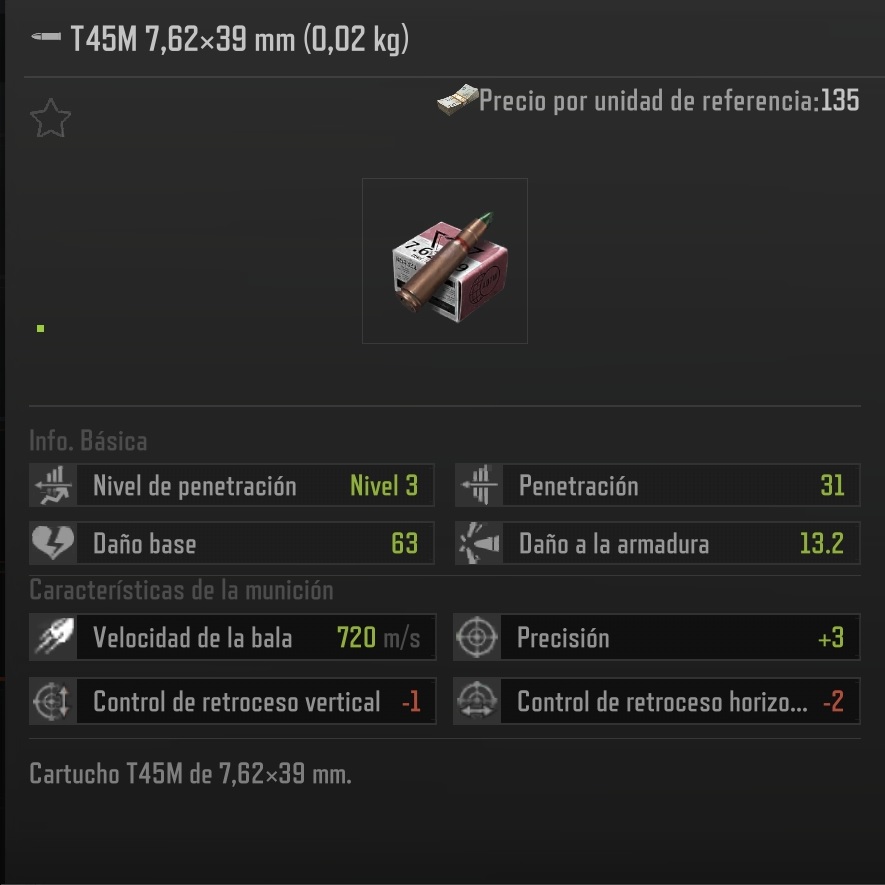 T45M 7,62×39 mm (0,02 kg)
Precio por unidad de referencia:135
Info. Básica
Nivel de penetración Nivel 3
Penetración 31
Daño base 63
Daño a la armadura 13.2
Características de la munición
Velocidad de la bala 720 m/s
Precisión +3
Control de retroceso vertical -1
Control de retroceso horizo... -2
Cartucho T45M de 7,62×39 mm.